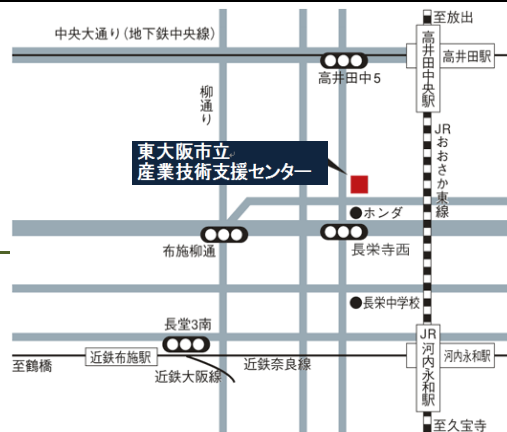 至放出
中央大通り(地下鉄中央線)
高井田中央駅
高井田駅
高井田中5
柳通り
JRおおさか東線
東大阪市立
産業技術支援センター
ホンダ
布施柳通
長栄寺西
長栄中学校
長堂3南
JR河内永和駅
河内永和駅
近鉄布施駅
近鉄奈良線
至鶴橋
近鉄大阪線
至久宝寺